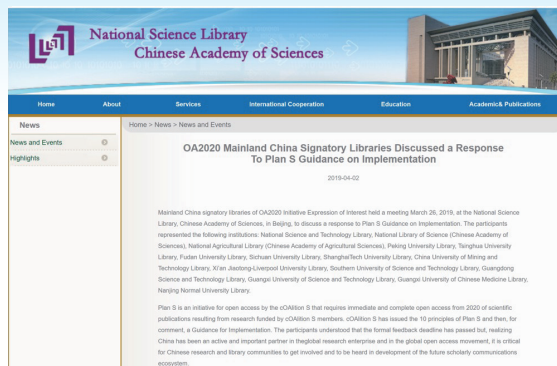 National Science Library
Chinese Academy of Sciences
Home About Services International Cooperation Education Academic& Publications
News
Home > News > News and Events
News and Events
Highlights
OA2020 Mainland China Signatory Libraries Discussed a Response
To Plan S Guidance on Implementation
2019-04-02
Mainland China signatory libraries of OA2020 Initiative Expression of Interest held a meeting March 26, 2019, at the National Science
Library, Chinese Academy of Sciences, in Beijing, to discuss a response to Plan S Guidance on Implementation. The participants
represented the following institutions: National Science and Technology Library, National Library of Science (Chinese Academy of
Sciences), National Agricultural Library (Chinese Academy of Agricultural Sciences), Peking University Library, Tsinghua University
Library, Fudan University Library, Sichuan University Library, ShanghaiTech University Library, China University of Mining and
Technology Library, Xi'an Jiaotong-Liverpool University Library, Southern University of Science and Technology Library, Guangdong
Science and Technology Library, Guangxi University of Science and Technology Library, Guangxi University of Chinese Medicine Library,
Nanjing Normal University Library.
Plan S is an initiative for open access by the cOAlition S that requires immediate and complete open access from 2020 of scientific
publications resulting from research funded by cOAlition S members. cOAlition S has issued the 10 principles of Plan S and then, for
comment, a Guidance for Implementation. The participants understood that the formal feedback deadline has passed but, realizing
China has been an active and important partner in theglobal research enterprise and in the global open access movement, it is critical
for Chinese research and library communities to get involved and to be heard in development of the future scholarly communications
ecosystem.